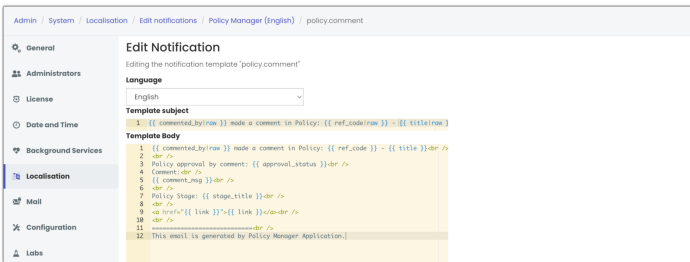 Admin / System / Localisation / Edit notifications / Policy Manager (English) / policy.comment
General
Administrators
License
Date and Time
Background Services
Localisation
Mail
Configuration
Labs
Edit Notification
Editing the notification template "policy.comment"
Language
English
Template subject
1 {{ commented_by|raw }} made a comment in Policy: {{ ref_code|raw }} - {{ title|raw }
Template Body
1 {{ commented_by|raw }} made a comment in Policy: {{ ref_code }} - {{ title }}<br />
2 <br />
3 Policy approval by comment: {{ approval_status }}<br />
4 Comment:<br />
5 {{ comment_msg }}<br />
6 <br />
7 Policy Stage: {{ stage_title }}<br />
8 <br />
9 <a href="{{ link }}">{{ link }}</a><br />
10 <br />
11 ============================<br />
12 This email is generated by Policy Manager Application.